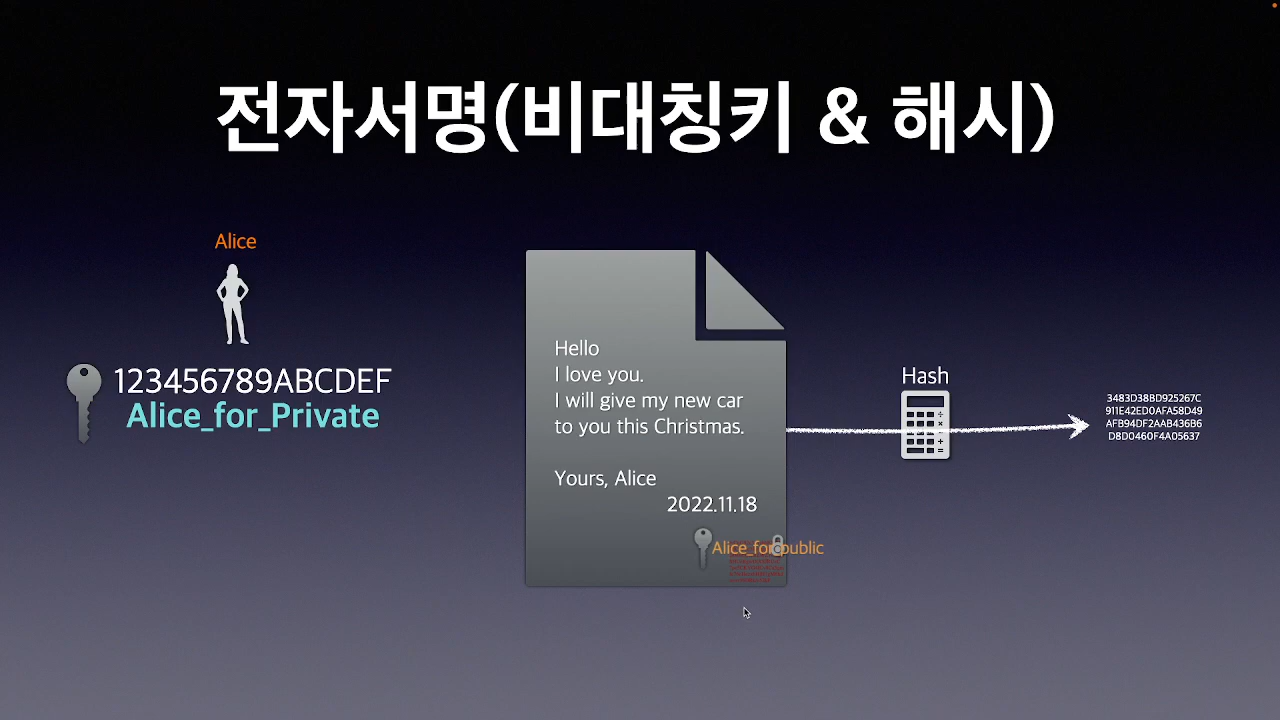 전자서명(비대칭키 & 해시)
Alice
123456789ABCDEF
Alice_for_Private
Hello
I love you.
I will give my new car
to you this Christmas.
Yours, Alice
2022.11.18
Alice_for_public
Hash
3483D38BD925267C
911E42ED0AFA58D49
AFB94DF2AAB436B6
D8D0460F4A05637